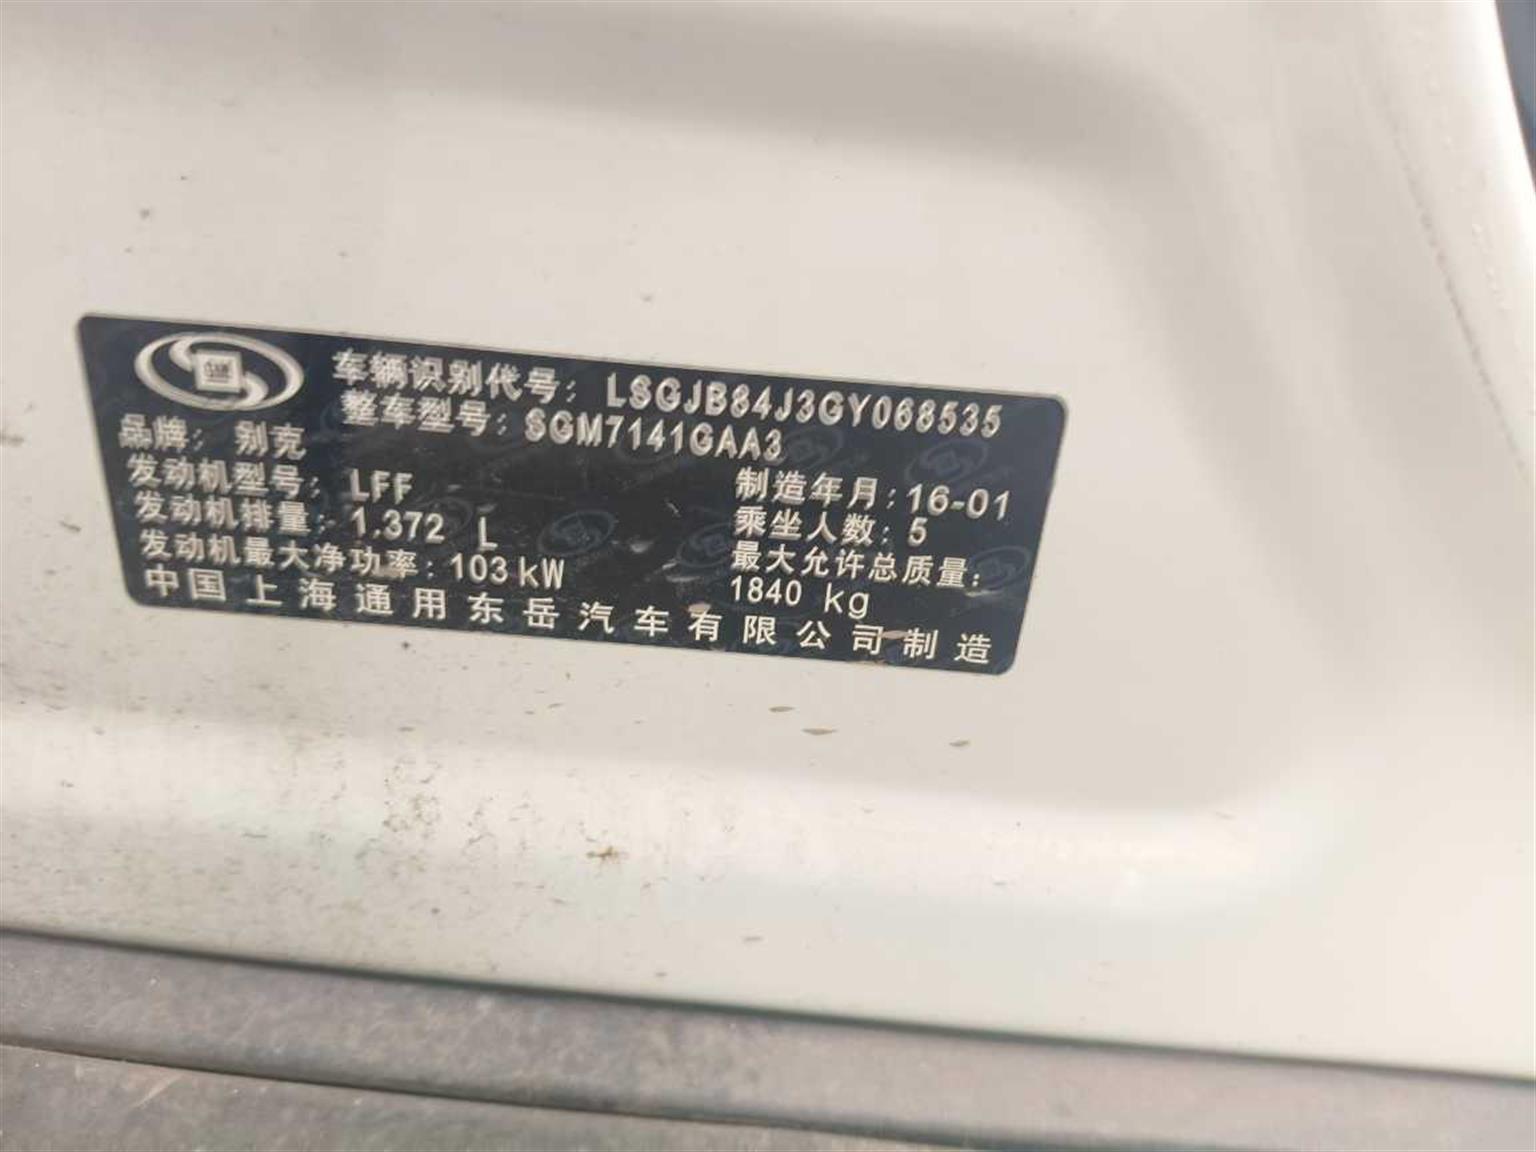 车辆识别代号: LSGJB84J3GY068535
整车型号: SGM7141GAA3
品牌: 别克
发动机型号: LFF
制造年月: 16-01
发动机排量: 1.372 L
乘坐人数: 5
发动机最大净功率: 103 kW
最大允许总质量:
1840 kg
中国上海通用东岳汽车有限公司制造